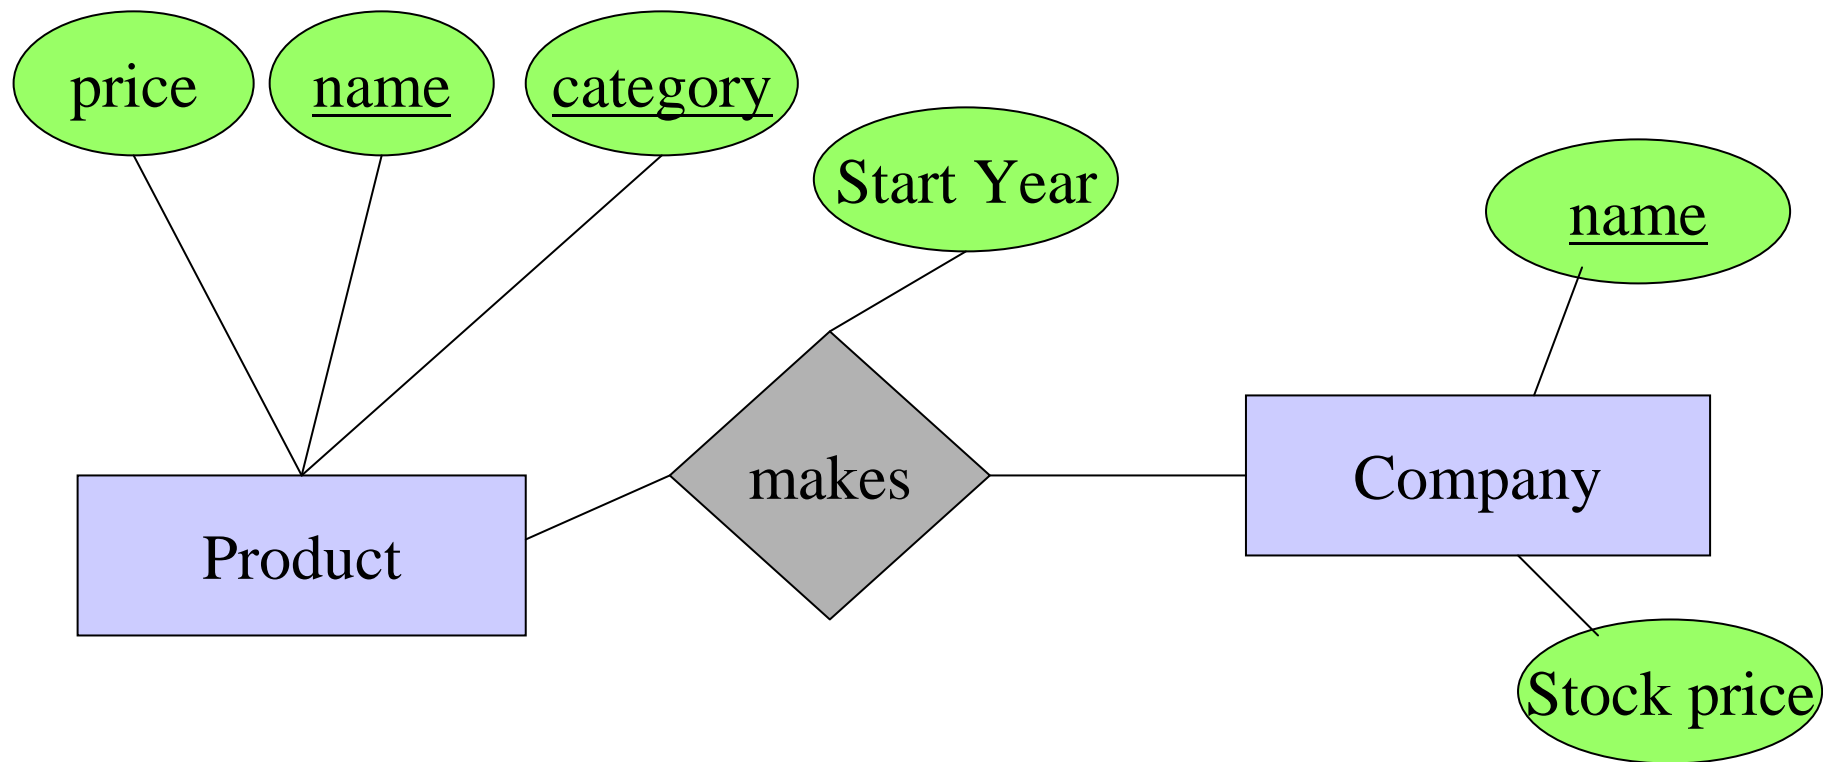 price
name
category
Start Year
name
makes
Company
Product
Stock price